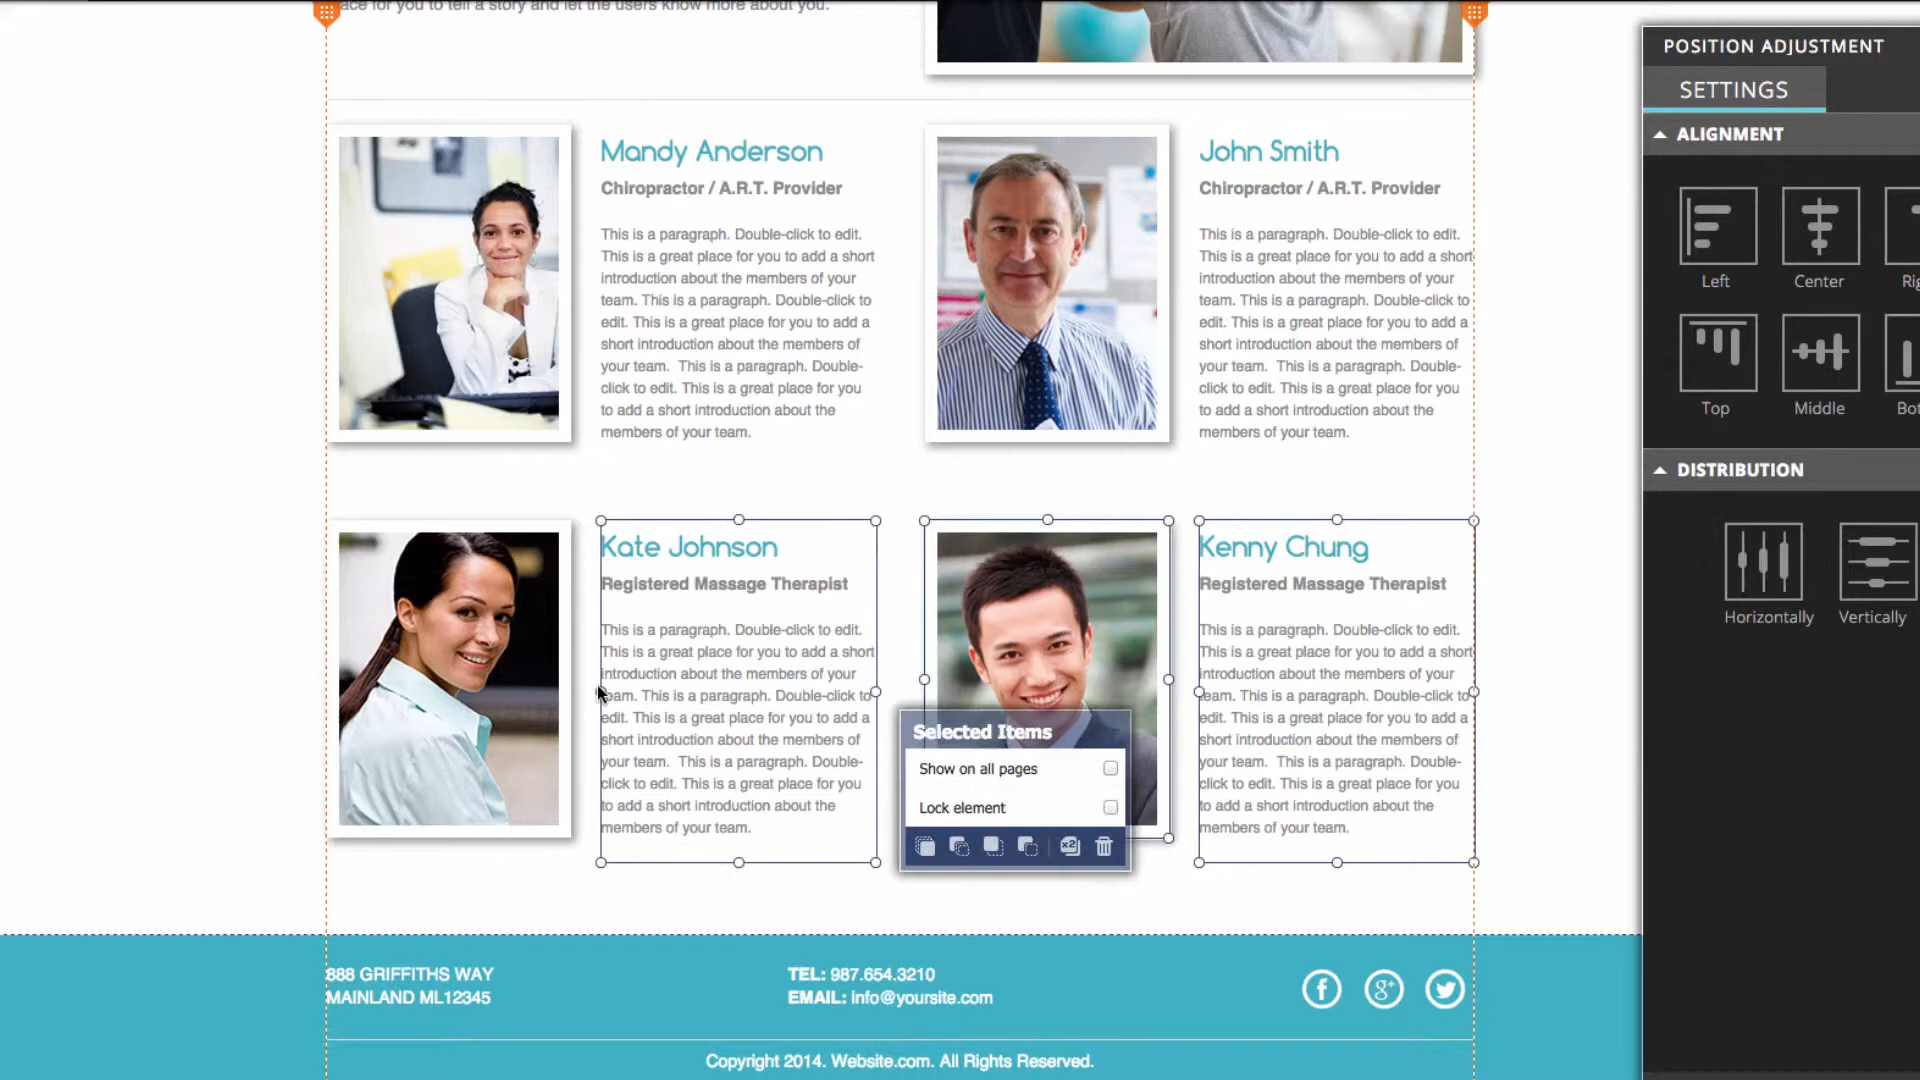 ace for you to tell a story and let the users know more about you.
POSITION ADJUSTMENT
SETTINGS
ALIGNMENT
Left
Center
Top
Middle
DISTRIBUTION
Horizontally
Vertically
Mandy Anderson
Chiropractor / A.R.T. Provider
This is a paragraph. Double-click to edit.
This is a great place for you to add a short
introduction about the members of your
team. This is a paragraph. Double-click to
edit. This is a great place for you to add a
short introduction about the members of
your team.  This is a paragraph. Double-
click to edit. This is a great place for you
to add a short introduction about the
members of your team.
John Smith
Chiropractor / A.R.T. Provider
This is a paragraph. Double-click to edit.
This is a great place for you to add a short
introduction about the members of your
team. This is a paragraph. Double-click to
edit. This is a great place for you to add a
short introduction about the members of
your team.  This is a paragraph. Double-
click to edit. This is a great place for you
to add a short introduction about the
members of your team.
Kate Johnson
Registered Massage Therapist
This is a paragraph. Double-click to edit.
This is a great place for you to add a short
introduction about the members of your
team. This is a paragraph. Double-click to
edit. This is a great place for you to add a
short introduction about the members of
your team.  This is a paragraph. Double-
click to edit. This is a great place for you
to add a short introduction about the
members of your team.
Selected Items
Show on all pages
Lock element
x2
Kenny Chung
Registered Massage Therapist
This is a paragraph. Double-click to edit.
This is a great place for you to add a short
introduction about the members of your
team. This is a paragraph. Double-click to
edit. This is a great place for you to add a
short introduction about the members of
your team.  This is a paragraph. Double-
click to edit. This is a great place for you
to add a short introduction about the
members of your team.
888 GRIFFITHS WAY
MAINLAND ML12345
TEL: 987.654.3210
EMAIL: info@yoursite.com
Copyright 2014. Website.com. All Rights Reserved.